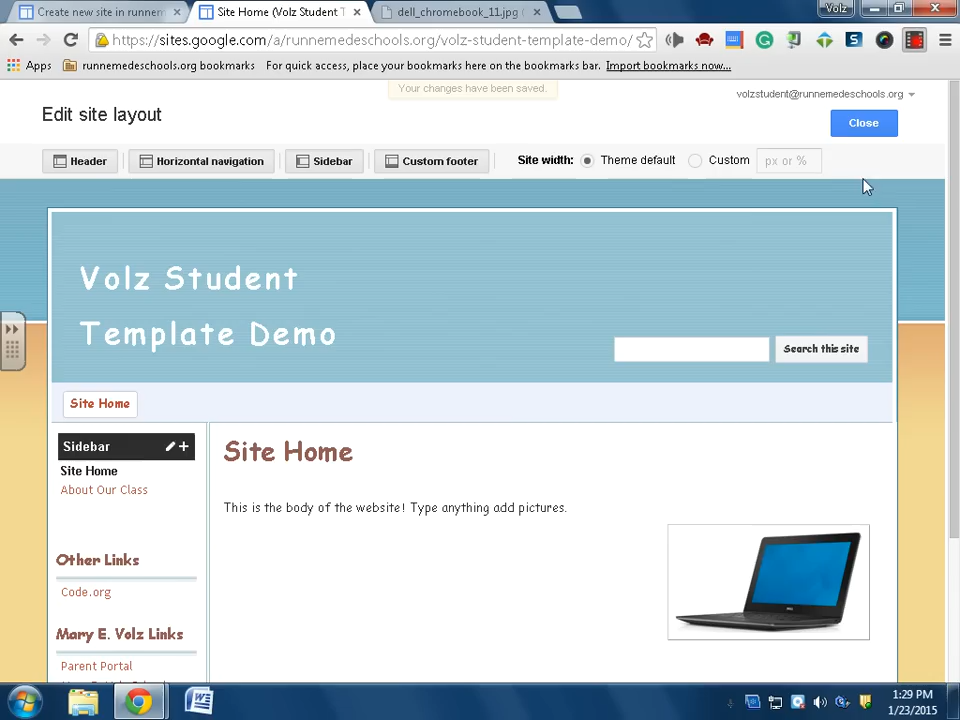 Create new site in runnem
Site Home (Volz Student T
dell_chromebook_11.jpg (
Volz
https://sites.google.com/a/runnemedeschools.org/volz-student-template-demo/
Apps runnemedeschools.org bookmarks For quick access, place your bookmarks here on the bookmarks bar. Import bookmarks now...
Your changes have been saved.
volzstudent@runnemedeschools.org
Edit site layout
Close
Header Horizontal navigation Sidebar Custom footer Site width: Theme default Custom px or %
Volz Student
Template Demo
Search this site
Site Home
Sidebar
Site Home
About Our Class
Other Links
Code.org
Mary E. Volz Links
Parent Portal
Site Home
This is the body of the website! Type anything add pictures.
1:29 PM
1/23/2015